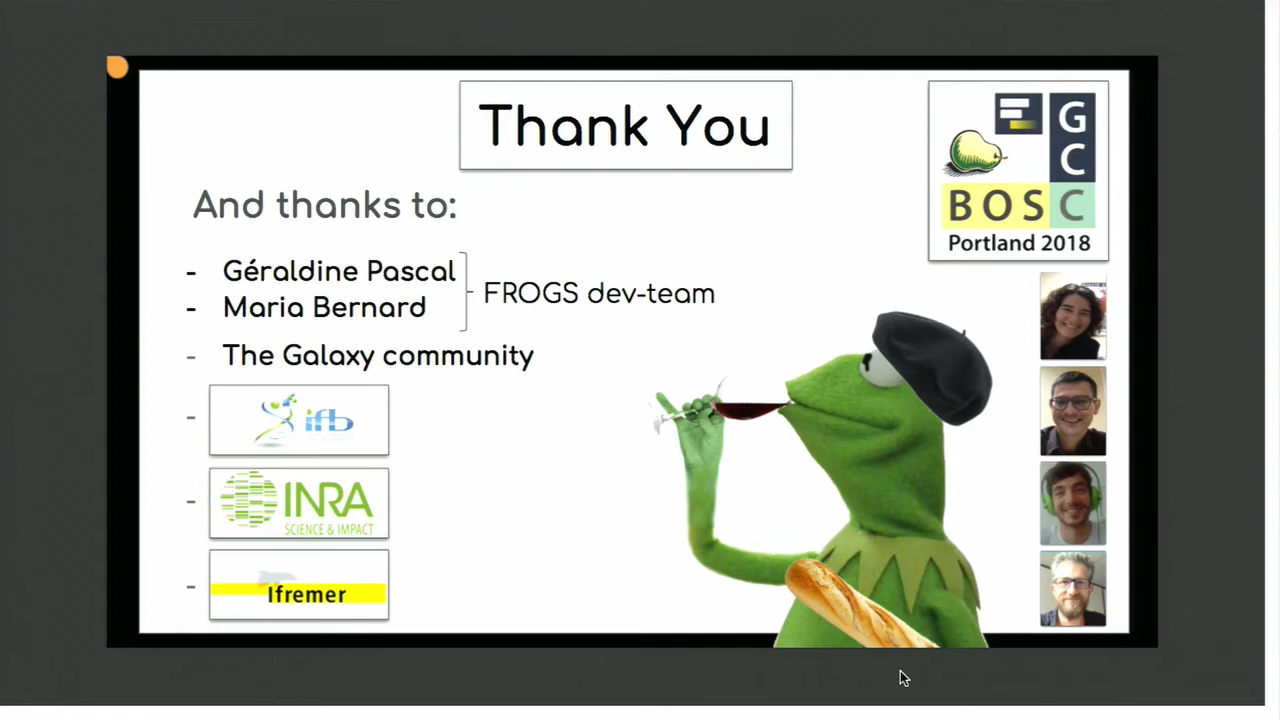 Thank You
G
C
BOSC
Portland 2018
And thanks to:
- Géraldine Pascal
- Maria Bernard
FROGS dev-team
- The Galaxy community
- ifb
- INRA
SCIENCE & IMPACT
- Ifremer